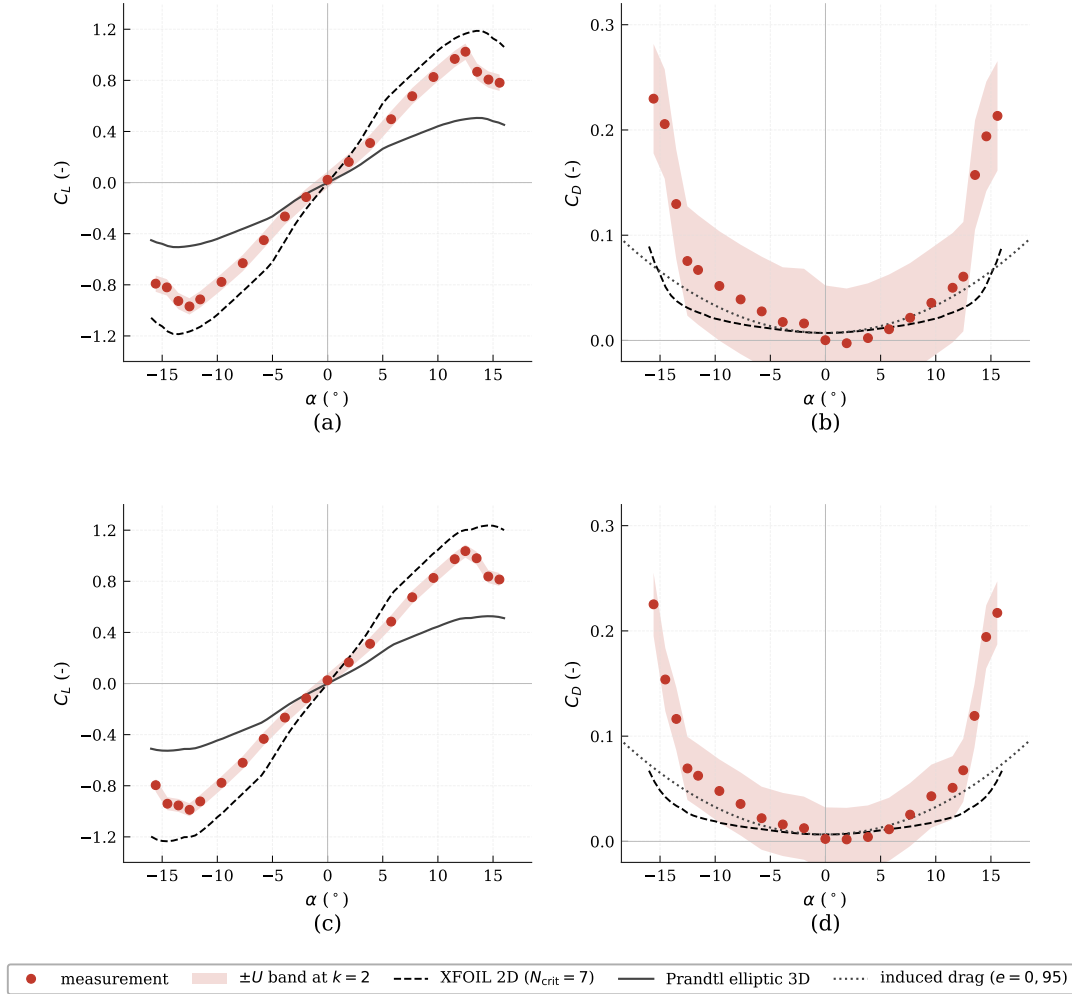 1.2
0.8
0.4
0.0
−0.4
−0.8
−1.2
C_L (-)
−15 −10 −5 0 5 10 15
α (°)
(a)
0.3
0.2
0.1
0.0
C_D (-)
−15 −10 −5 0 5 10 15
α (°)
(b)
1.2
0.8
0.4
0.0
−0.4
−0.8
−1.2
C_L (-)
−15 −10 −5 0 5 10 15
α (°)
(c)
0.3
0.2
0.1
0.0
C_D (-)
−15 −10 −5 0 5 10 15
α (°)
(d)
measurement ±U band at k = 2 XFOIL 2D (N_crit = 7) Prandtl elliptic 3D induced drag (e = 0, 95)